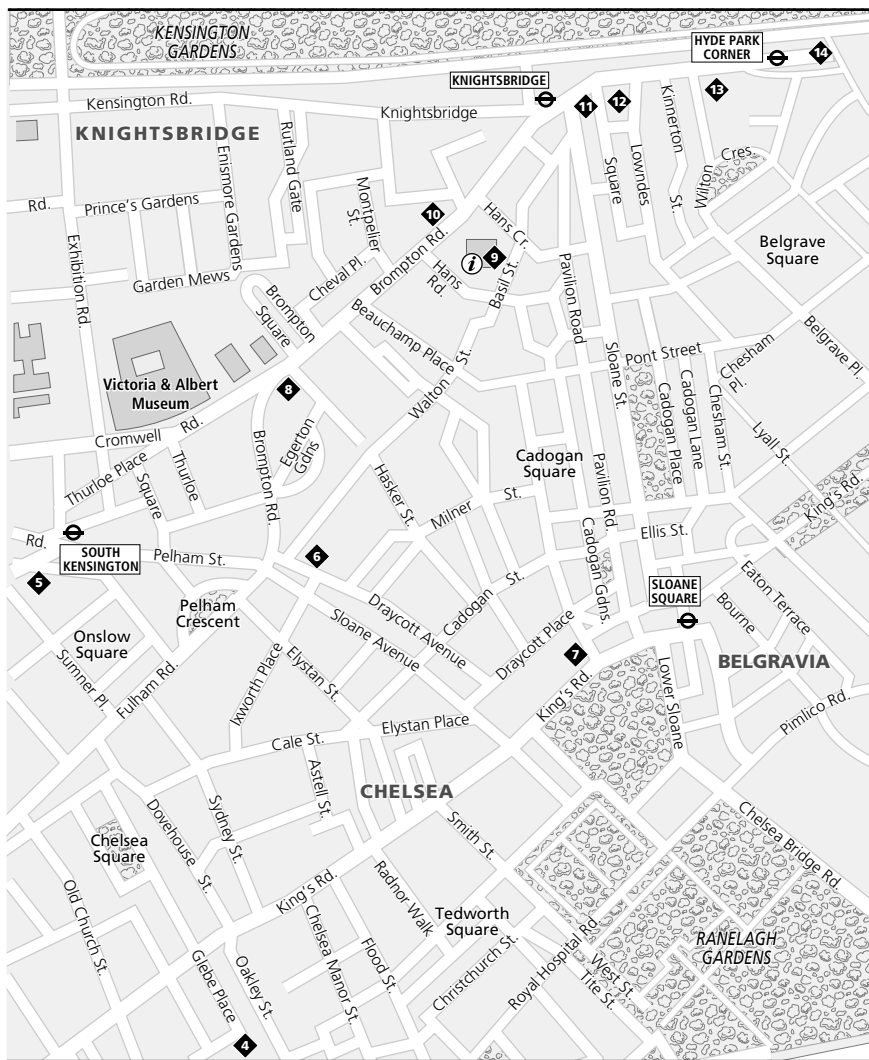 KENSINGTON
GARDENS
HYDE PARK
CORNER
14
KNIGHTSBRIDGE
13
Kensington Rd.
Knightsbridge
11
12
KNIGHTSBRIDGE
Rutland Gate
Enismore Gardens
Kinnerton
St.
Square
Lowndes
Wilton
Cres.
Rd.
Prince's Gardens
Montpelier
St.
10
Hans Cr.
Exhibition Rd.
Brompton Rd.
Belgrave
Square
i
9
Garden Mews
Cheval Pl.
Hans
Rd.
Basil St.
Pavilion Road
Brompton
Square
Beauchamp Place
Sloane St.
Pont Street
Chesham
Pl.
Belgrave Pl.
Victoria & Albert
Museum
8
Walton St.
Cadogan Place
Cadogan Lane
Chesham St.
Cromwell Rd.
Lyall St.
Brompton Rd.
Egerton
Gdns
Thurloe Place
Square
Thurloe
Cadogan
Square
Hasker St.
Pavilion Rd.
King's Rd.
Milner St.
Rd.
SOUTH
KENSINGTON
Pelham St.
6
Ellis St.
Cadogan Gdns.
5
SLOANE
SQUARE
Pelham
Crescent
Draycott Avenue
Cadogan St.
Eaton Terrace
Bourne
Onslow
Square
Sloane Avenue
Draycott Place
7
BELGRAVIA
Sumner Pl.
Fulham Rd.
Ixworth Place
Elystan St.
King's Rd.
Lower Sloane
Pimlico Rd.
Elystan Place
Cale St.
Astell St.
CHELSEA
Dovehouse St.
Sydney St.
Smith St.
Chelsea Bridge Rd.
Chelsea
Square
King's Rd.
Radnor Walk
Old Church St.
Tedworth
Square
Chelsea Manor St.
Flood St.
Christchurch St.
Royal Hospital Rd.
RANELAGH
GARDENS
Glebe Place
Oakley St.
West St.
Tite St.
4